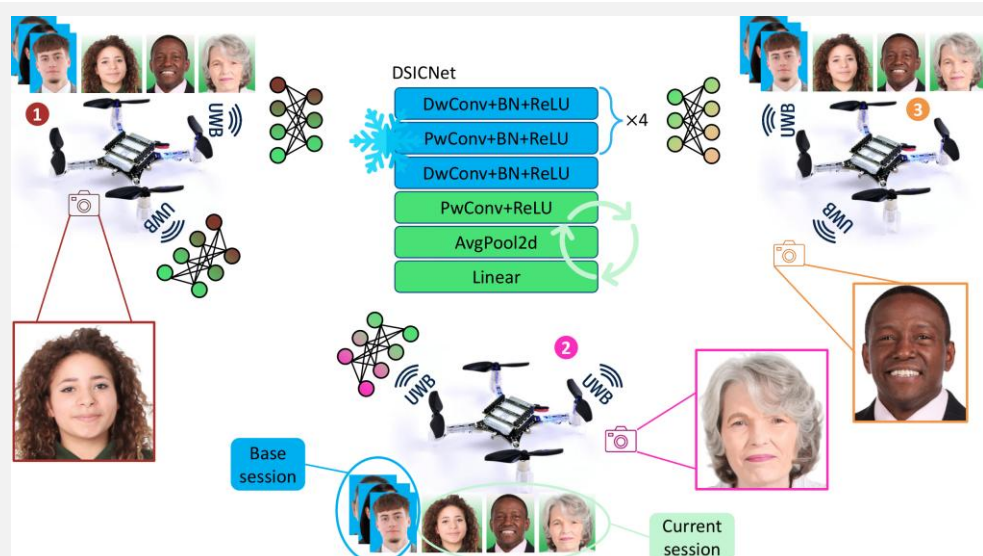 1
UWB
UWB
DSICNet
DwConv+BN+ReLU
PwConv+BN+ReLU
×4
DwConv+BN+ReLU
PwConv+ReLU
AvgPool2d
Linear
UWB
3
UWB
2
UWB
UWB
Base
session
Current
session